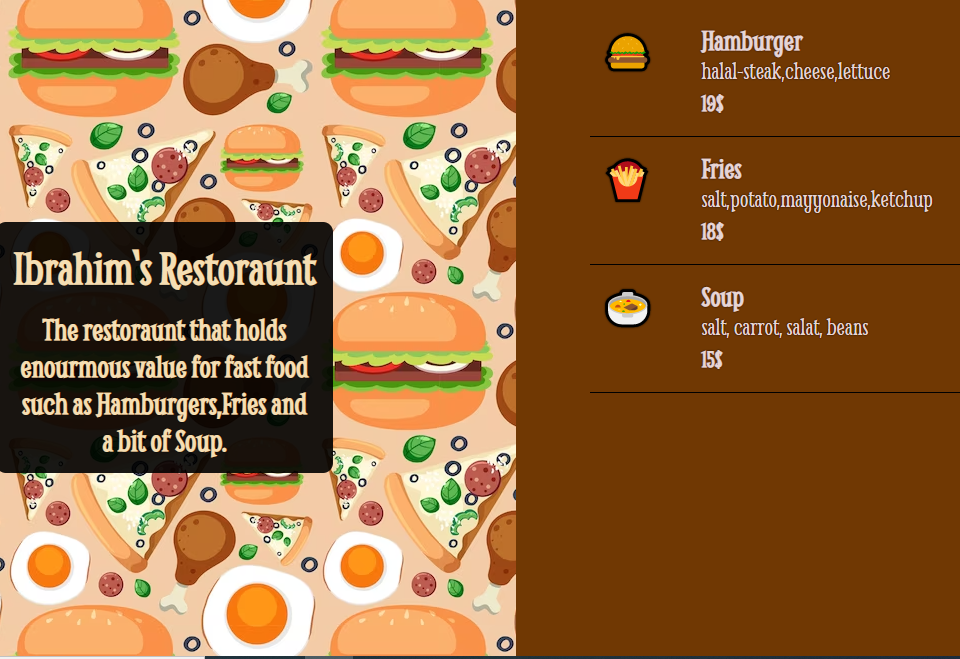 Ibrahim's Restoraunt
The restoraunt that holds
enourmous value for fast food
such as Hamburgers,Fries and
a bit of Soup.
Hamburger
halal-steak,cheese,lettuce
19$
Fries
salt,potato,mayyonaise,ketchup
18$
Soup
salt, carrot, salat, beans
15$